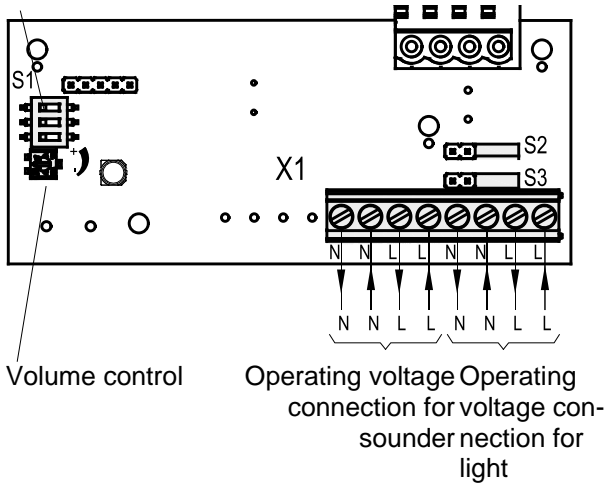 S1
+
-
X1
S2
S3
N N L L N N L L
N N L L N N L L
Volume control
Operating voltage
connection for
sounder
Operating
voltage con-
nection for
light